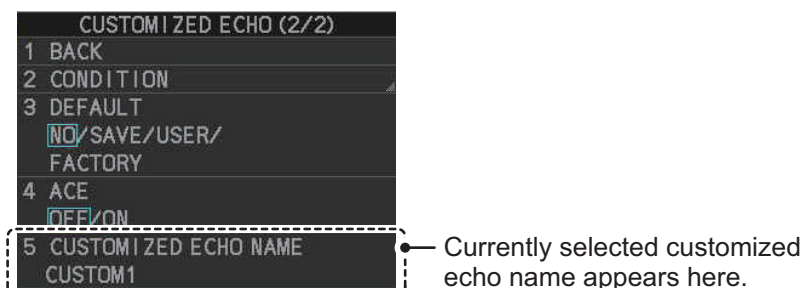 CUSTOMIZED ECHO (2/2)
1 BACK
2 CONDITION
3 DEFAULT
NO/SAVE/USER/
FACTORY
4 ACE
OFF/ON
5 CUSTOMIZED ECHO NAME
CUSTOM1
Currently selected customized
echo name appears here.